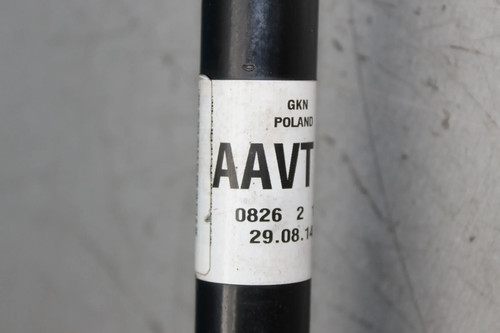 GKN
POLAND
AAVT
0826 2
29.08.14